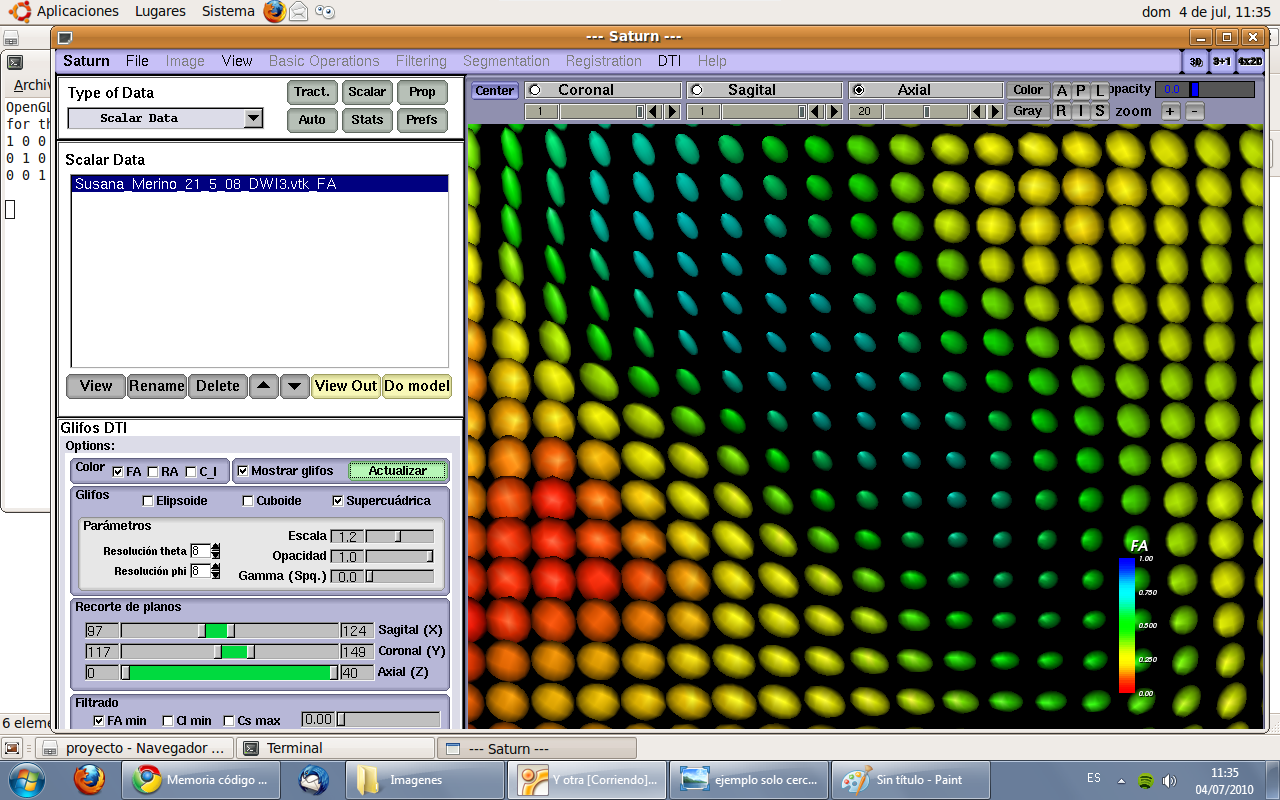 Aplicaciones Lugares Sistema dom 4 de jul, 11:35
--- Saturn ---
Saturn File Image View Basic Operations Filtering Segmentation Registration DTI Help 3D 3+1 4x2D
Archiv
OpenGL
for th
1 0 0
0 1 0
0 0 1
6 eleme
Type of Data
Scalar Data
Tract. Scalar Prop
Auto Stats Prefs
Scalar Data
Susana_Merino_21_5_08_DWI3.vtk_FA
View Rename Delete View Out Do model
Glifos DTI
Options:
Color FA RA C_l Mostrar glifos Actualizar
Glifos Elipsoide Cuboide Supercuádrica
Parámetros
Escala 1.2
Resolución theta 8
Opacidad 1.0
Resolución phi 8
Gamma (Spq.) 0.0
Recorte de planos
97 124 Sagital (X)
117 149 Coronal (Y)
0 40 Axial (Z)
Filtrado
FA min Cl min Cs max 0.00
Center Coronal Sagital Axial Color A P L opacity 0.0
1 1 20 Gray R I S zoom + -
FA
1.00
0.750
0.500
0.250
0.00
proyecto - Navegador ... Terminal --- Saturn ---
Memoria código ... Imagenes Y otra [Corriendo]... ejemplo solo cerc... Sin título - Paint ES 11:35
04/07/2010